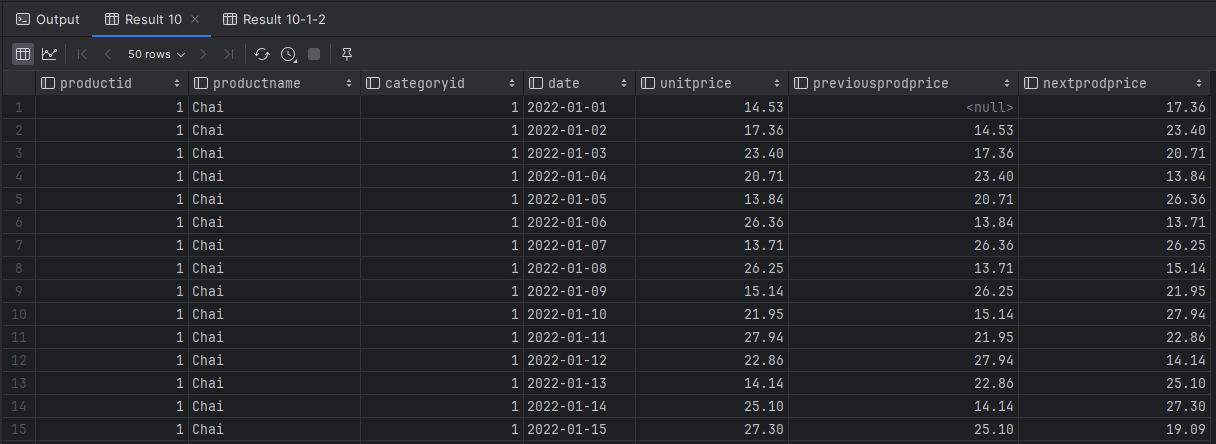 Output Result 10 × Result 10-1-2
50 rows
productid productname categoryid date unitprice previousprodprice nextprodprice
1 1 Chai 1 2022-01-01 14.53 <null> 17.36
2 1 Chai 1 2022-01-02 17.36 14.53 23.40
3 1 Chai 1 2022-01-03 23.40 17.36 20.71
4 1 Chai 1 2022-01-04 20.71 23.40 13.84
5 1 Chai 1 2022-01-05 13.84 20.71 26.36
6 1 Chai 1 2022-01-06 26.36 13.84 13.71
7 1 Chai 1 2022-01-07 13.71 26.36 26.25
8 1 Chai 1 2022-01-08 26.25 13.71 15.14
9 1 Chai 1 2022-01-09 15.14 26.25 21.95
10 1 Chai 1 2022-01-10 21.95 15.14 27.94
11 1 Chai 1 2022-01-11 27.94 21.95 22.86
12 1 Chai 1 2022-01-12 22.86 27.94 14.14
13 1 Chai 1 2022-01-13 14.14 22.86 25.10
14 1 Chai 1 2022-01-14 25.10 14.14 27.30
15 1 Chai 1 2022-01-15 27.30 25.10 19.09